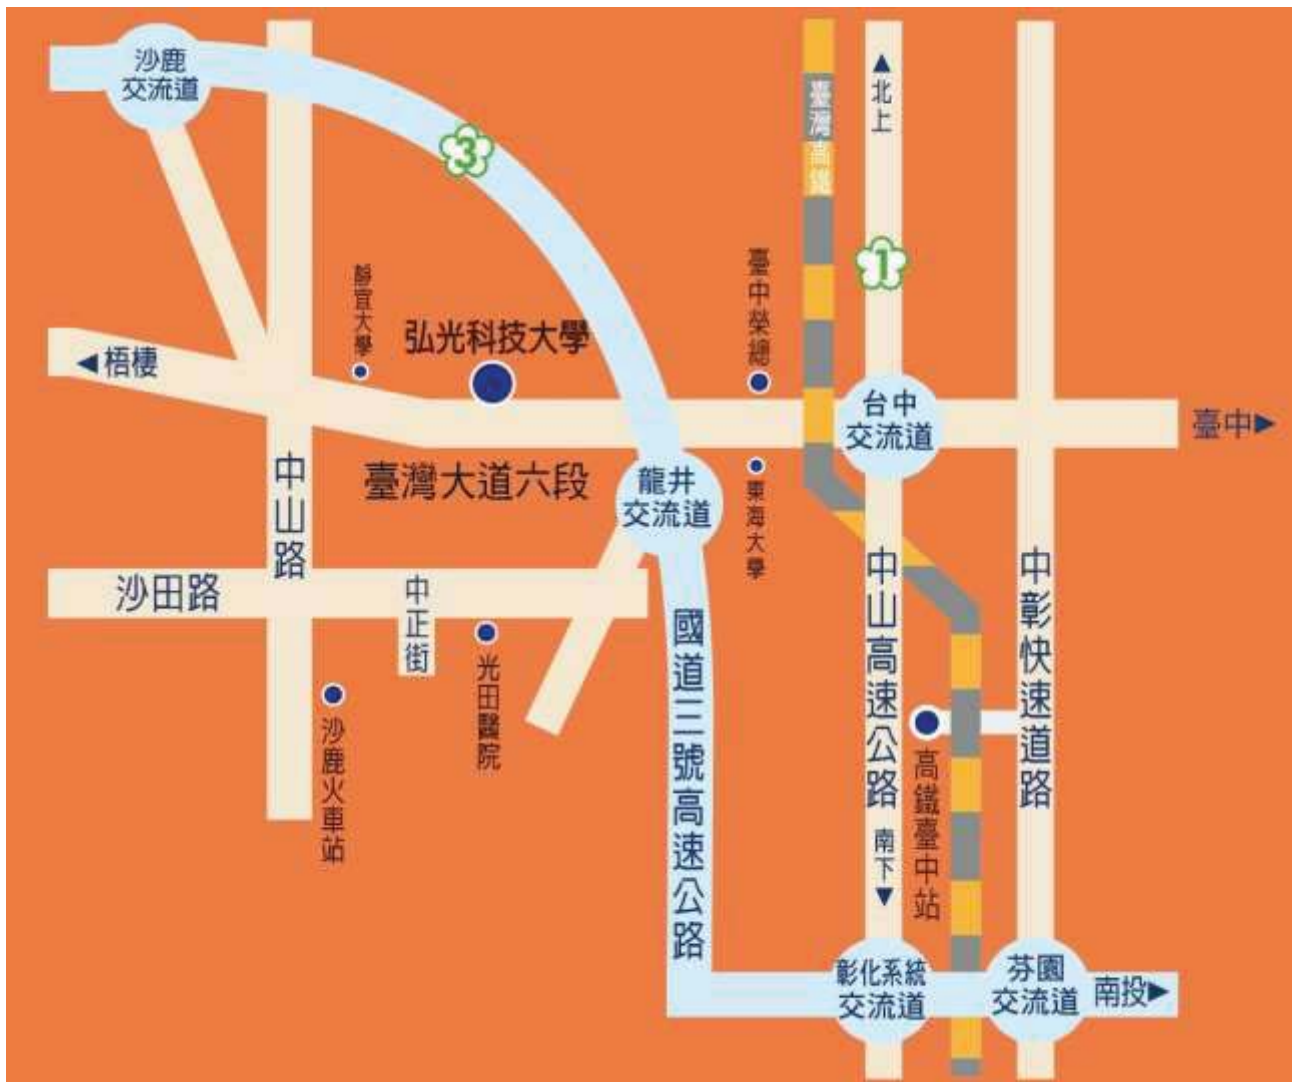 沙鹿
交流道
北上
臺灣高鐵
3
1
靜宜大學
弘光科技大學
臺中榮總
梧棲
台中
交流道
臺中
中山路
臺灣大道六段
龍井
交流道
東海大學
沙田路
中正街
光田醫院
沙鹿火車站
國道三號高速公路
中山高速公路
中彰快速道路
高鐵臺中站
南下
彰化系統
交流道
芬園
交流道
南投